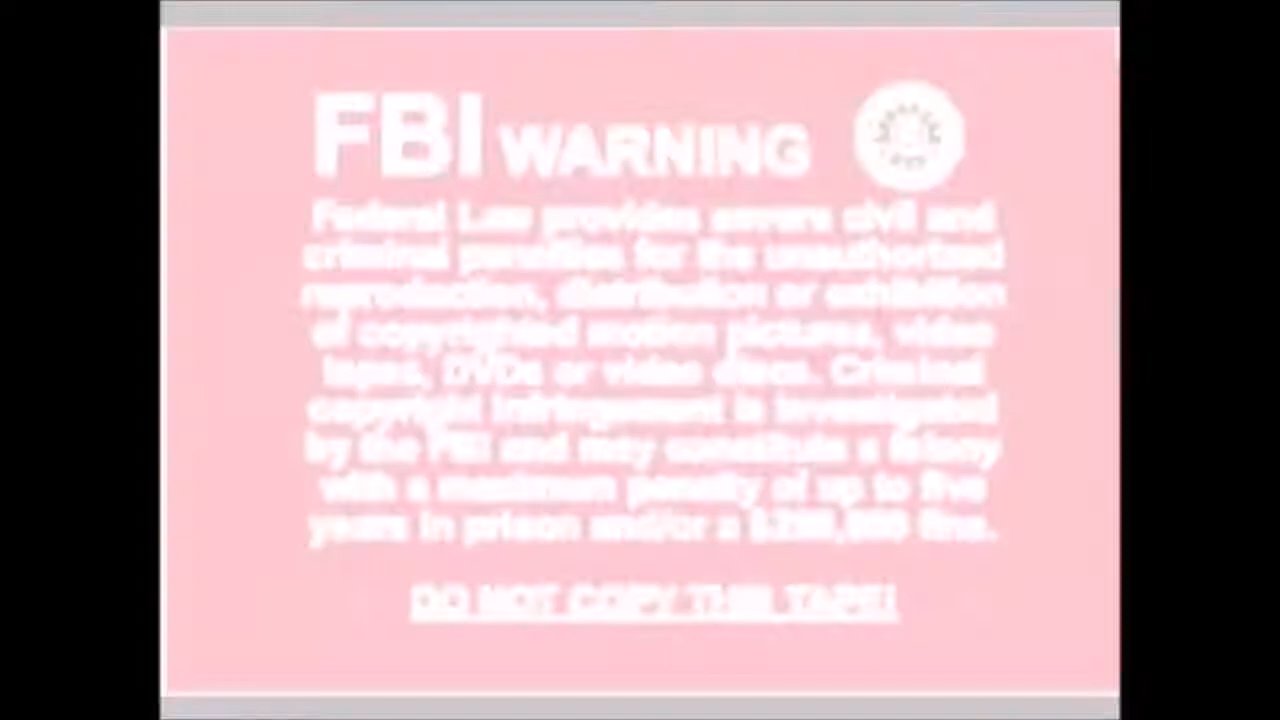 FBI WARNING
Federal Law provides severe civil and
criminal penalties for the unauthorized
reproduction, distribution or exhibition
of copyrighted motion pictures, video
tapes, DVDs or video discs. Criminal
copyright infringement is investigated
by the FBI and may constitute a felony
with a maximum penalty of up to five
years in prison and/or a $250,000 fine.
DO NOT COPY THIS TAPE!